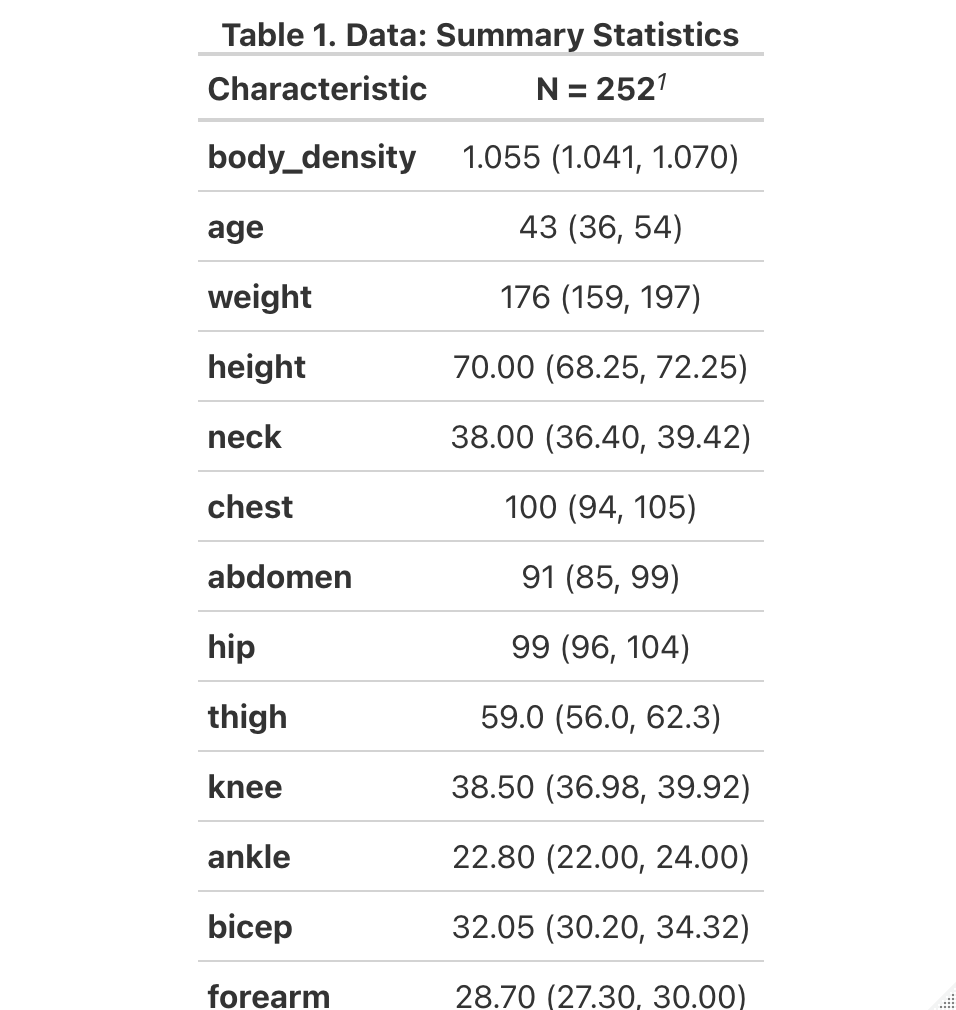 Table 1. Data: Summary Statistics
Characteristic N = 252¹
body_density 1.055 (1.041, 1.070)
age 43 (36, 54)
weight 176 (159, 197)
height 70.00 (68.25, 72.25)
neck 38.00 (36.40, 39.42)
chest 100 (94, 105)
abdomen 91 (85, 99)
hip 99 (96, 104)
thigh 59.0 (56.0, 62.3)
knee 38.50 (36.98, 39.92)
ankle 22.80 (22.00, 24.00)
bicep 32.05 (30.20, 34.32)
forearm 28.70 (27.30, 30.00)